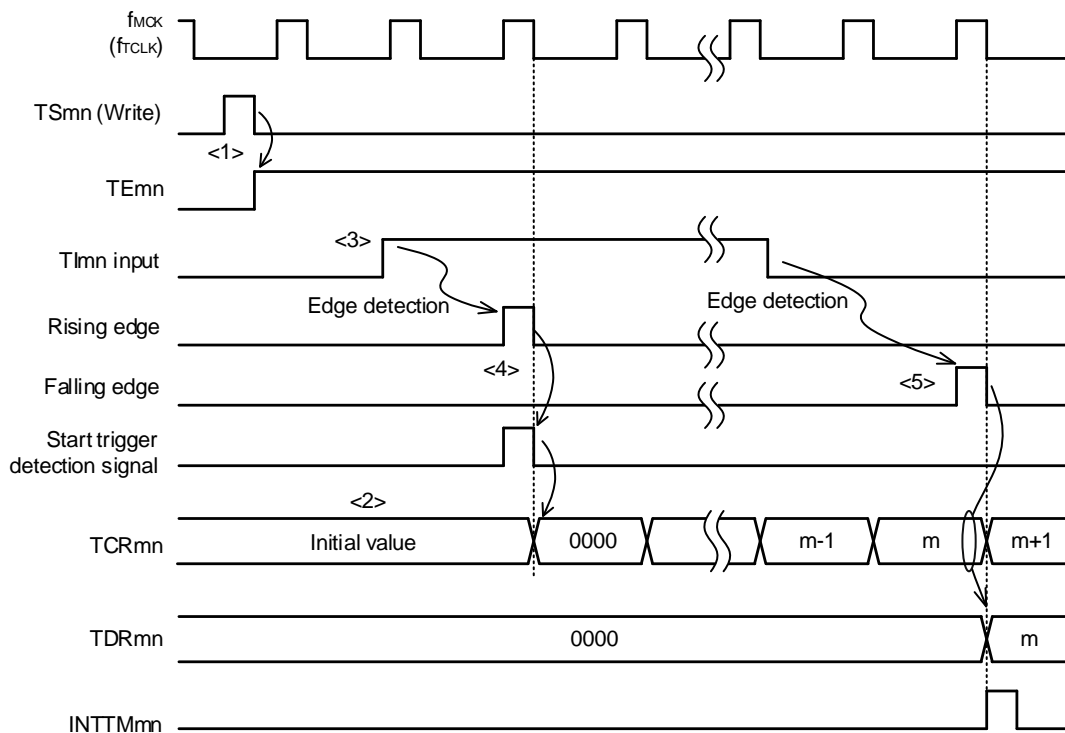 fMCK
(fTCLK)
TSmn (Write)
<1>
TEmn
<3>
TImn input
Edge detection
Edge detection
Rising edge
<4>
<5>
Falling edge
Start trigger
detection signal
<2>
TCRmn
Initial value
0000
m-1
m
m+1
TDRmn
0000
m
INTTMmn